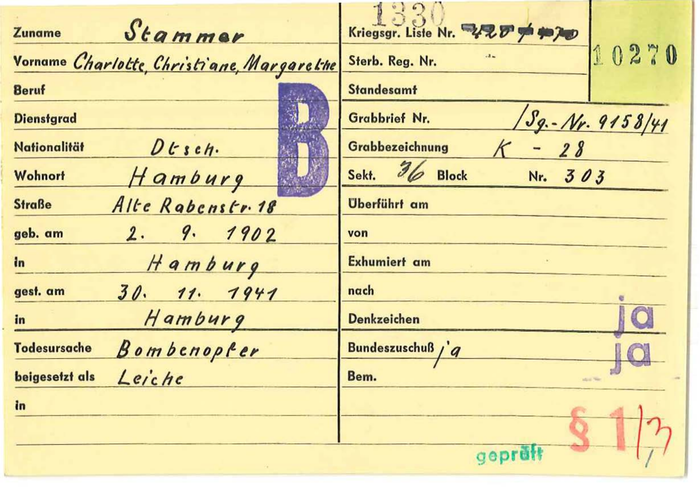 1330
Zuname Stammer
Vorname Charlotte, Christiane, Margarethe
Beruf
Dienstgrad
Nationalität Dtsch.
Wohnort Hamburg
Straße Alte Rabenstr. 18
geb. am 2. 9. 1902
in Hamburg
gest. am 30. 11. 1941
in Hamburg
Todesursache Bombenopfer
beigesetzt als Leiche
in
B
Kriegsgr. Liste Nr.
10270
Sterb. Reg. Nr.
Standesamt
Grabbrief Nr. /Sg.-Nr. 9158/41
Grabbezeichnung K - 28
Sekt. 36 Block Nr. 303
Überführt am
von
Exhumiert am
nach
Denkzeichen ja
Bundeszuschuß ja ja
Bem.
geprüft
§ 1/3